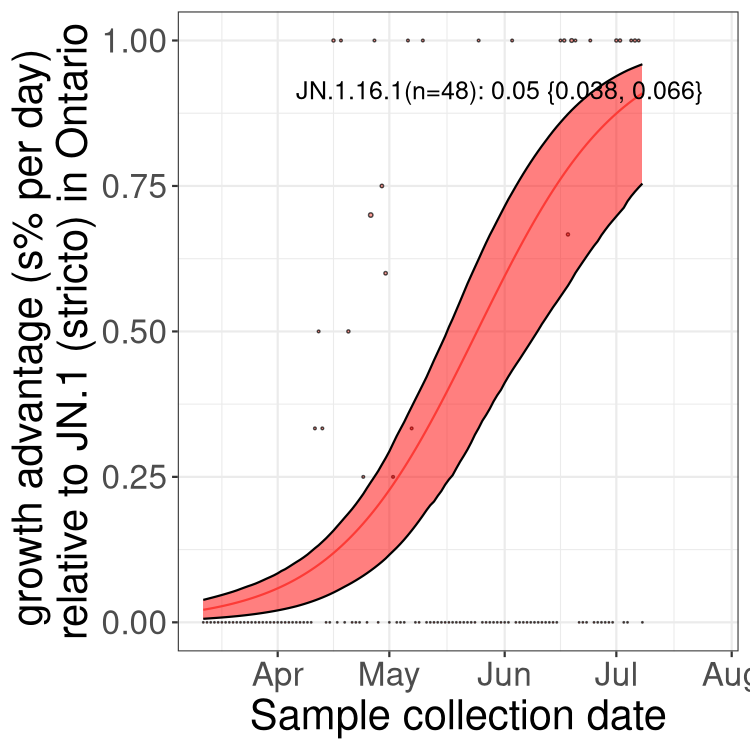 growth advantage (s% per day)
relative to JN.1 (stricto) in Ontario
1.00
0.75
0.50
0.25
0.00
JN.1.16.1(n=48): 0.05 {0.038, 0.066}
Apr May Jun Jul Aug
Sample collection date